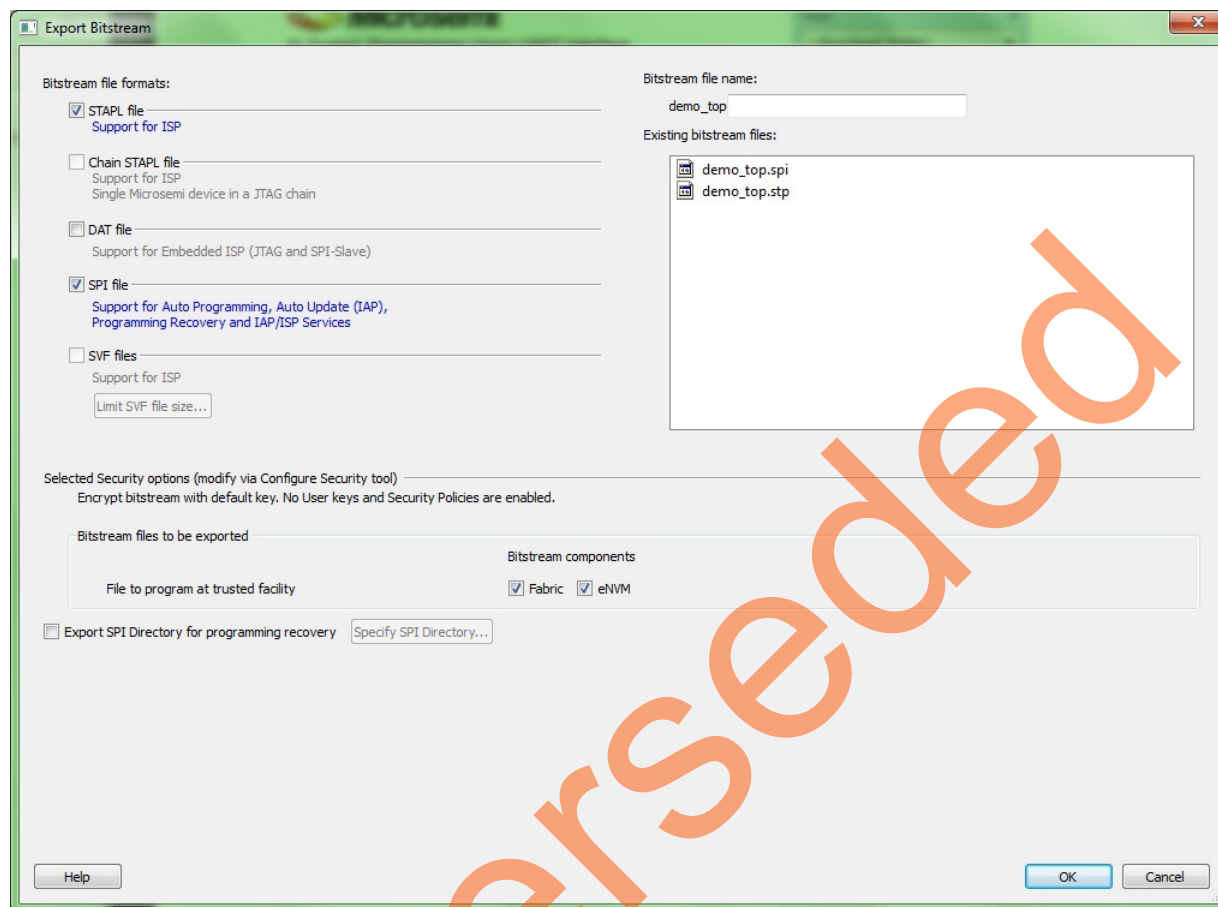 Export Bitstream
Bitstream file formats:
STAPL file
Support for ISP
Chain STAPL file
Support for ISP
Single Microsemi device in a JTAG chain
DAT file
Support for Embedded ISP (JTAG and SPI-Slave)
SPI file
Support for Auto Programming, Auto Update (IAP),
Programming Recovery and IAP/ISP Services
SVF files
Support for ISP
Limit SVF file size...
Bitstream file name:
demo_top
Existing bitstream files:
demo_top.spi
demo_top.stp
Selected Security options (modify via Configure Security tool)
Encrypt bitstream with default key. No User keys and Security Policies are enabled.
Bitstream files to be exported
Bitstream components
File to program at trusted facility
Fabric eNVM
Export SPI Directory for programming recovery
Specify SPI Directory...
Help
OK
Cancel
erseded